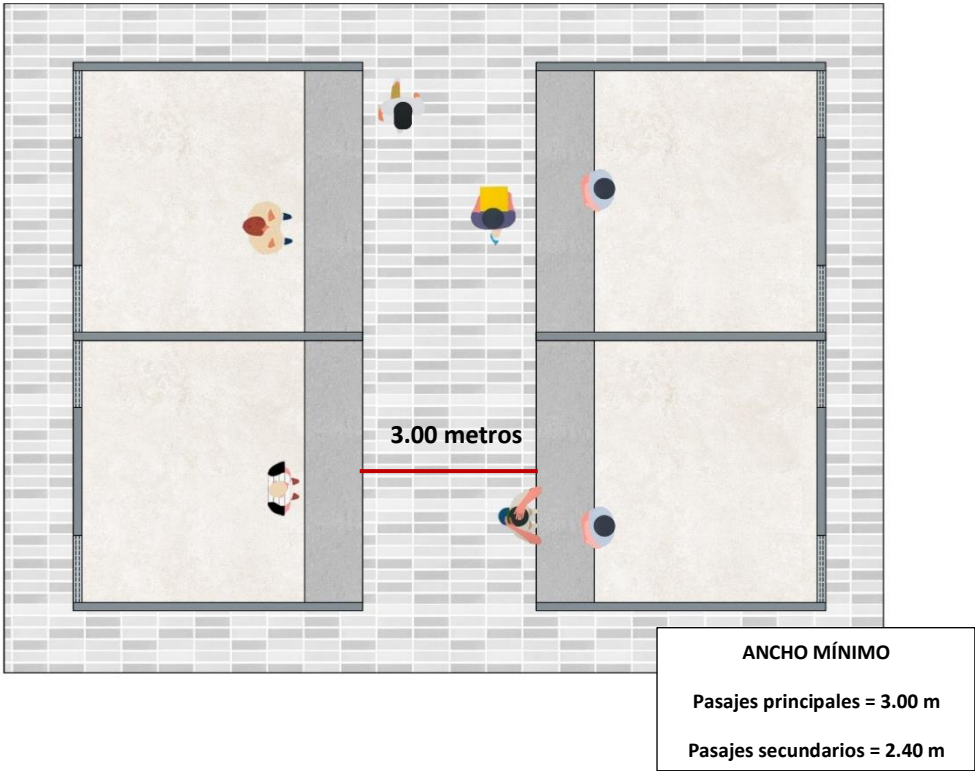 3.00 metros
ANCHO MÍNIMO
Pasajes principales = 3.00 m
Pasajes secundarios = 2.40 m